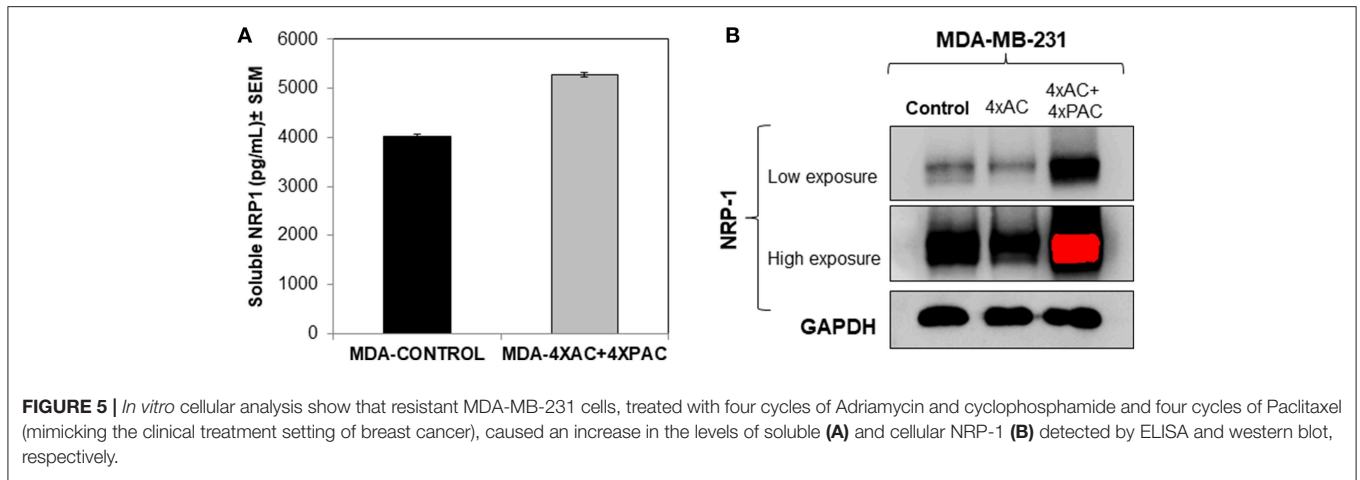 A
6000
5000
4000
3000
2000
1000
0
Soluble NRP1 (pg/mL)± SEM
MDA-CONTROL MDA-4XAC+4XPAC
B
MDA-MB-231
Control 4xAC 4xAC+
4xPAC
NRP-1
Low exposure
High exposure
GAPDH
FIGURE 5 | In vitro cellular analysis show that resistant MDA-MB-231 cells, treated with four cycles of Adriamycin and cyclophosphamide and four cycles of Paclitaxel
(mimicking the clinical treatment setting of breast cancer), caused an increase in the levels of soluble (A) and cellular NRP-1 (B) detected by ELISA and western blot,
respectively.